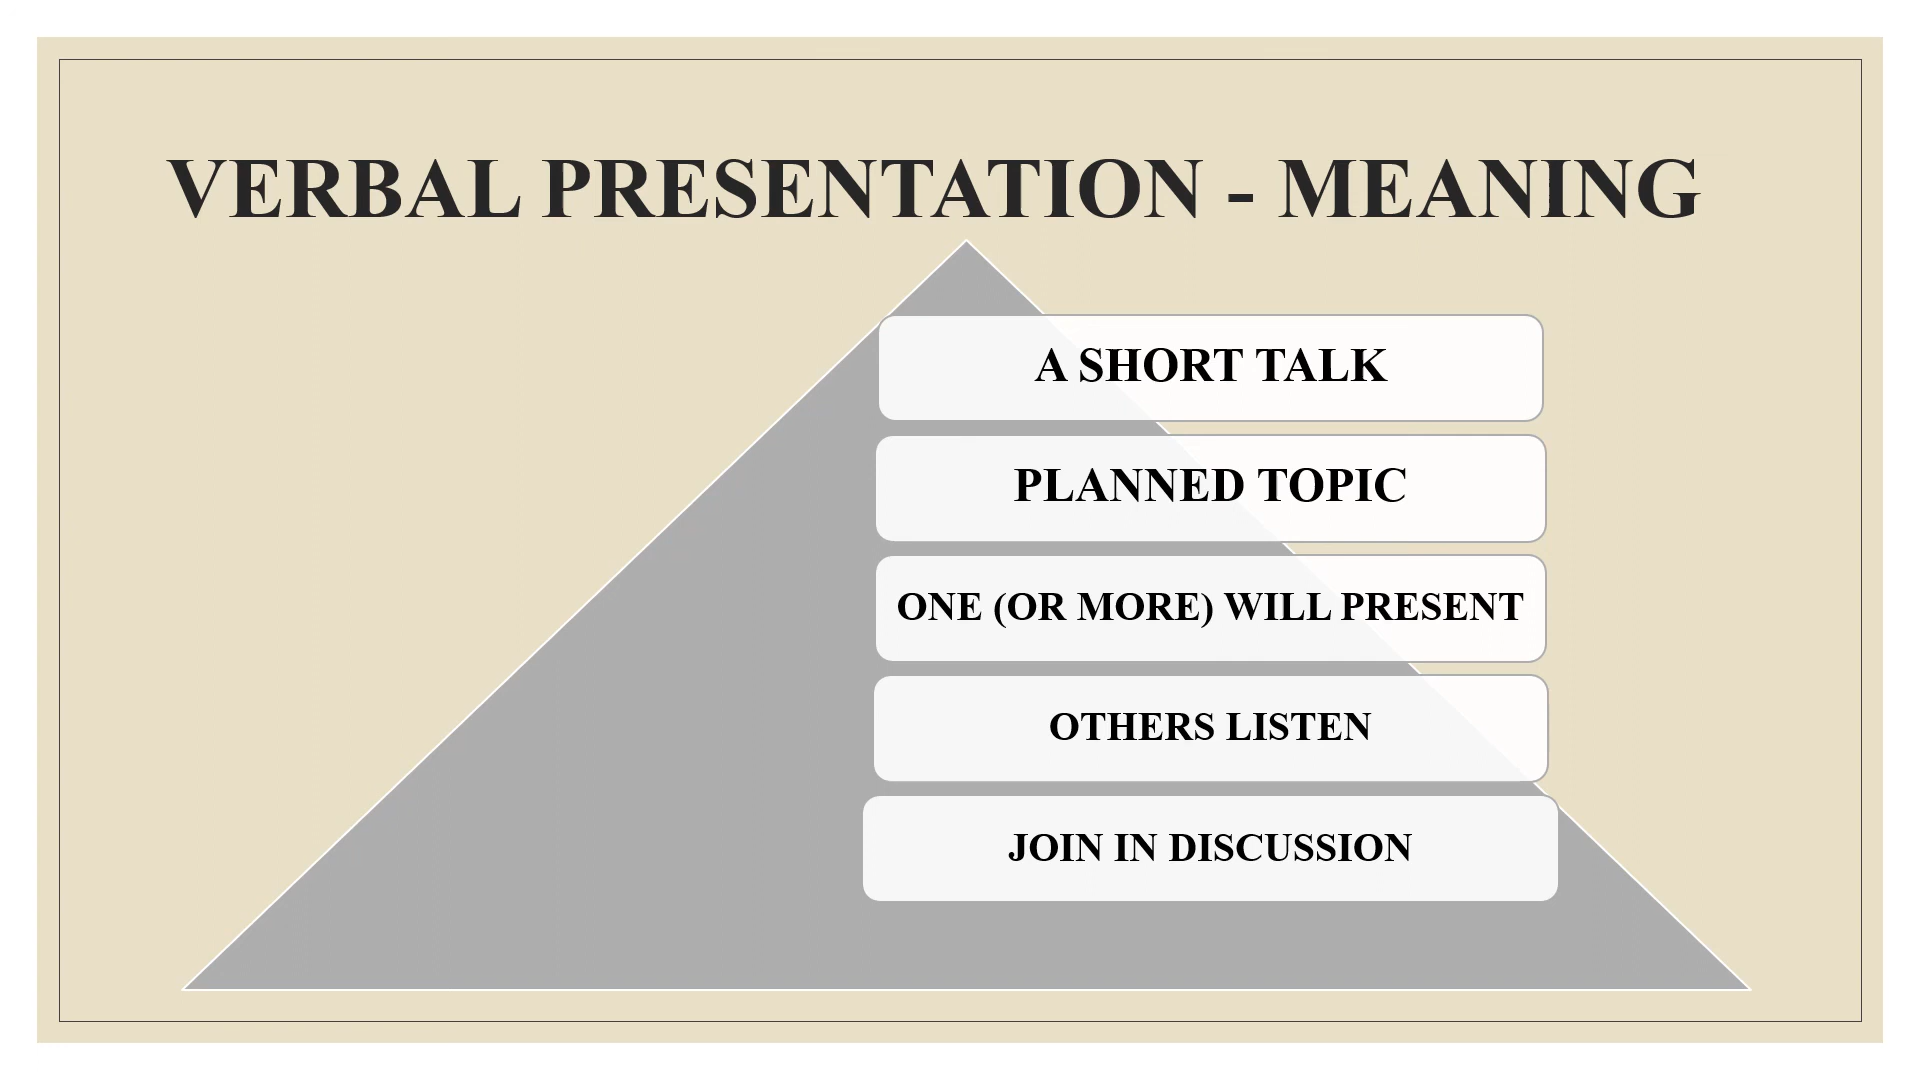 VERBAL PRESENTATION - MEANING
A SHORT TALK
PLANNED TOPIC
ONE (OR MORE) WILL PRESENT
OTHERS LISTEN
JOIN IN DISCUSSION